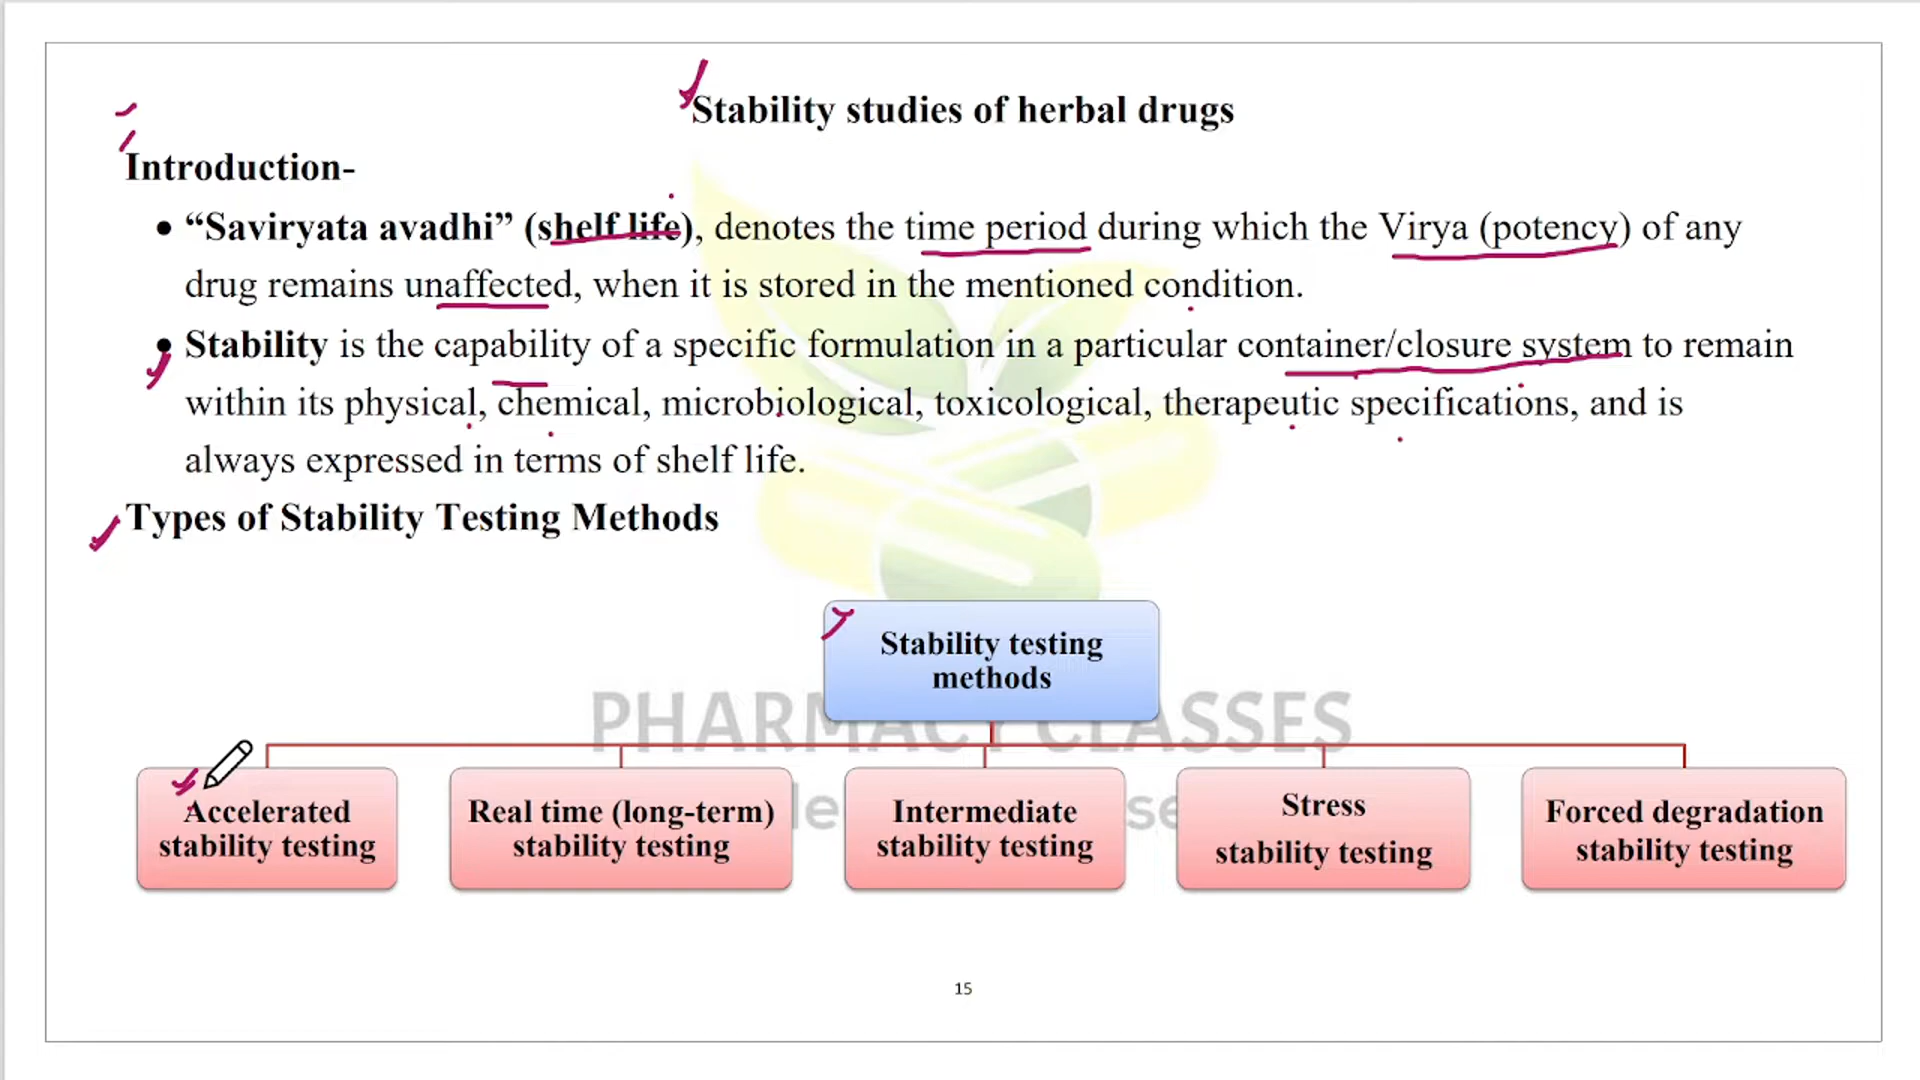 Stability studies of herbal drugs
Introduction-
• “Saviryata avadhi” (shelf life), denotes the time period during which the Virya (potency) of any
drug remains unaffected, when it is stored in the mentioned condition.
• Stability is the capability of a specific formulation in a particular container/closure system to remain
within its physical, chemical, microbiological, toxicological, therapeutic specifications, and is
always expressed in terms of shelf life.
Types of Stability Testing Methods
Stability testing
methods
PHARMACY CLASSES
Accelerated
stability testing
Real time (long-term)
stability testing
Intermediate
stability testing
Stress
stability testing
Forced degradation
stability testing
15